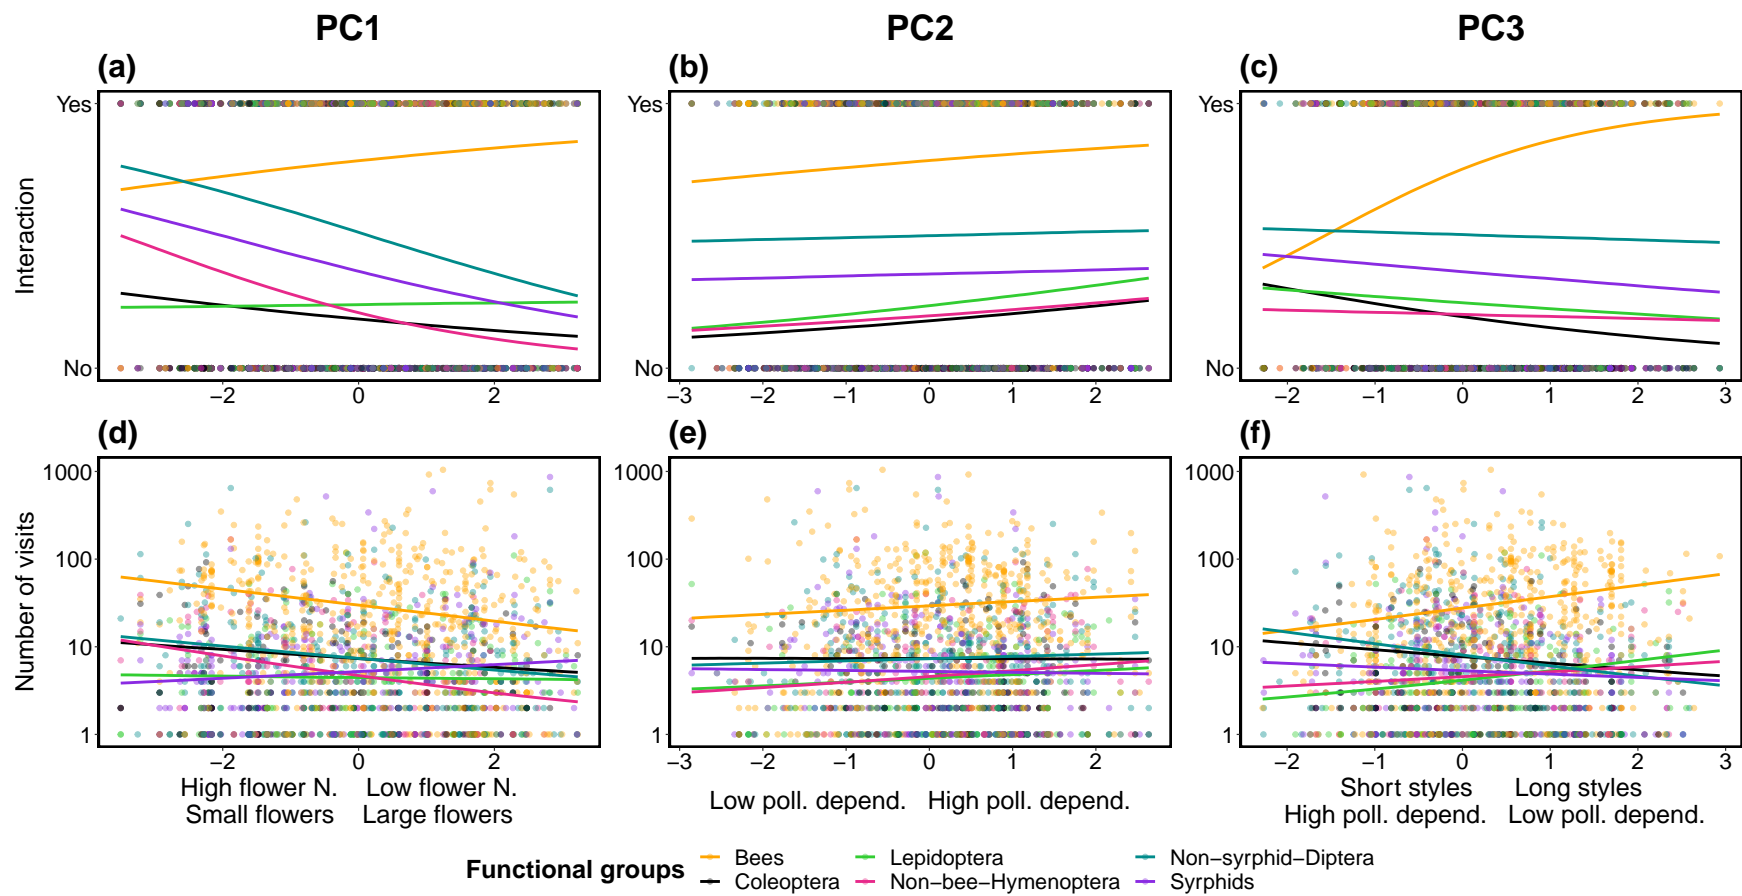 PC1 PC2 PC3
(a) (b) (c)
Interaction
Yes
No
−2 0 2
Yes
No
−3 −2 −1 0 1 2
Yes
No
−2 −1 0 1 2 3
(d) (e) (f)
Number of visits
1000
100
10
1
−2 0 2
High flower N. Low flower N.
Small flowers Large flowers
1000
100
10
1
−3 −2 −1 0 1 2
Low poll. depend. High poll. depend.
1000
100
10
1
−2 −1 0 1 2 3
Short styles Long styles
High poll. depend. Low poll. depend.
Functional groups
Bees Lepidoptera Non−syrphid−Diptera
Coleoptera Non−bee−Hymenoptera Syrphids